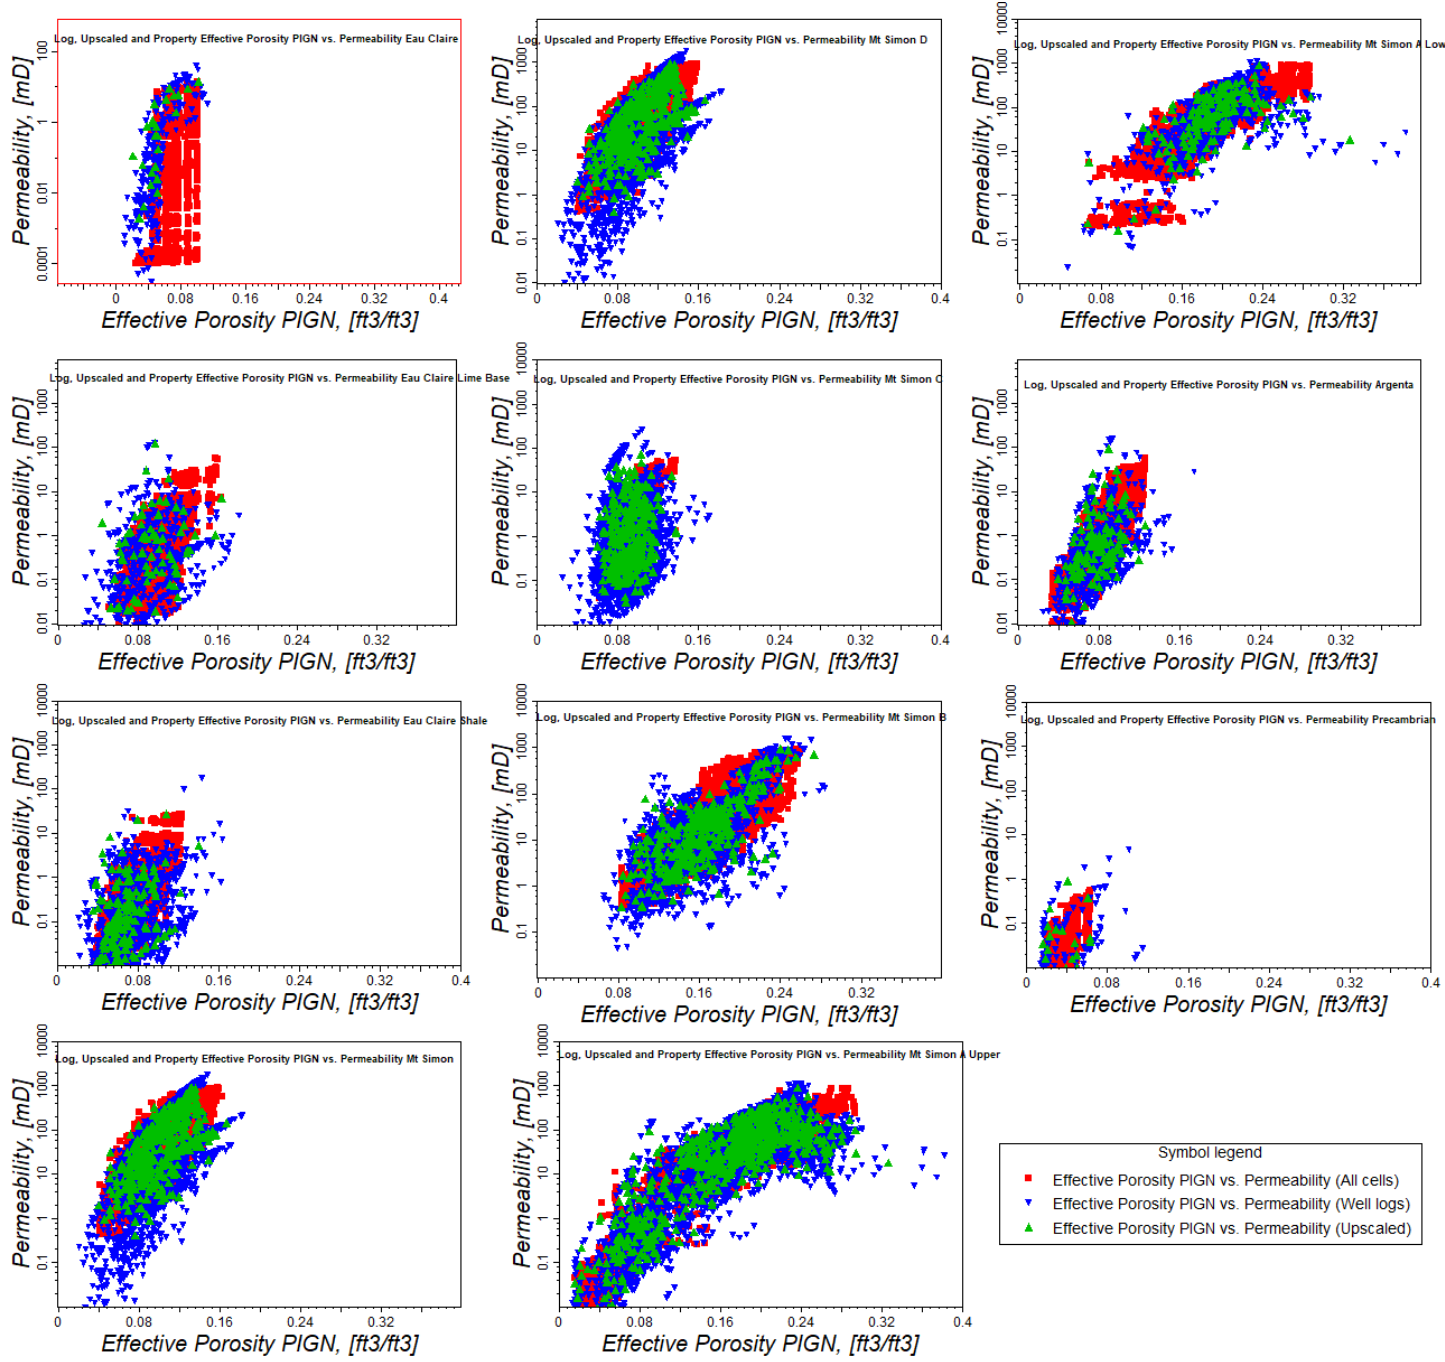 Log, Upscaled and Property Effective Porosity PIGN vs. Permeability Eau Claire
Permeability, [mD]
100
1
0.01
0.0001
0 0.08 0.16 0.24 0.32 0.4
Effective Porosity PIGN, [ft3/ft3]
Log, Upscaled and Property Effective Porosity PIGN vs. Permeability Mt Simon D
Permeability, [mD]
1000
100
10
1
0.1
0.01
0 0.08 0.16 0.24 0.32 0.4
Effective Porosity PIGN, [ft3/ft3]
Log, Upscaled and Property Effective Porosity PIGN vs. Permeability Mt Simon A Low
Permeability, [mD]
10000
1000
100
10
1
0.1
0 0.08 0.16 0.24 0.32
Effective Porosity PIGN, [ft3/ft3]
Log, Upscaled and Property Effective Porosity PIGN vs. Permeability Eau Claire Lime Base
Permeability, [mD]
1000
100
10
1
0.1
0.01
0 0.08 0.16 0.24 0.32
Effective Porosity PIGN, [ft3/ft3]
Log, Upscaled and Property Effective Porosity PIGN vs. Permeability Mt Simon C
Permeability, [mD]
10000
1000
100
10
1
0.1
0 0.08 0.16 0.24 0.32 0.4
Effective Porosity PIGN, [ft3/ft3]
Log, Upscaled and Property Effective Porosity PIGN vs. Permeability Argenta
Permeability, [mD]
1000
100
10
1
0.1
0.01
0 0.08 0.16 0.24 0.32
Effective Porosity PIGN, [ft3/ft3]
Log, Upscaled and Property Effective Porosity PIGN vs. Permeability Eau Claire Shale
Permeability, [mD]
10000
1000
100
10
1
0.1
0 0.08 0.16 0.24 0.32 0.4
Effective Porosity PIGN, [ft3/ft3]
Log, Upscaled and Property Effective Porosity PIGN vs. Permeability Mt Simon B
Permeability, [mD]
10000
1000
100
10
1
0.1
0 0.08 0.16 0.24 0.32
Effective Porosity PIGN, [ft3/ft3]
Log, Upscaled and Property Effective Porosity PIGN vs. Permeability Precambrian
Permeability, [mD]
10000
1000
100
10
1
0.1
0 0.08 0.16 0.24 0.32 0.4
Effective Porosity PIGN, [ft3/ft3]
Log, Upscaled and Property Effective Porosity PIGN vs. Permeability Mt Simon
Permeability, [mD]
10000
1000
100
10
1
0.1
0 0.08 0.16 0.24 0.32
Effective Porosity PIGN, [ft3/ft3]
Log, Upscaled and Property Effective Porosity PIGN vs. Permeability Mt Simon A Upper
Permeability, [mD]
10000
1000
100
10
1
0.1
0 0.08 0.16 0.24 0.32 0.4
Effective Porosity PIGN, [ft3/ft3]
Symbol legend
Effective Porosity PIGN vs. Permeability (All cells)
Effective Porosity PIGN vs. Permeability (Well logs)
Effective Porosity PIGN vs. Permeability (Upscaled)